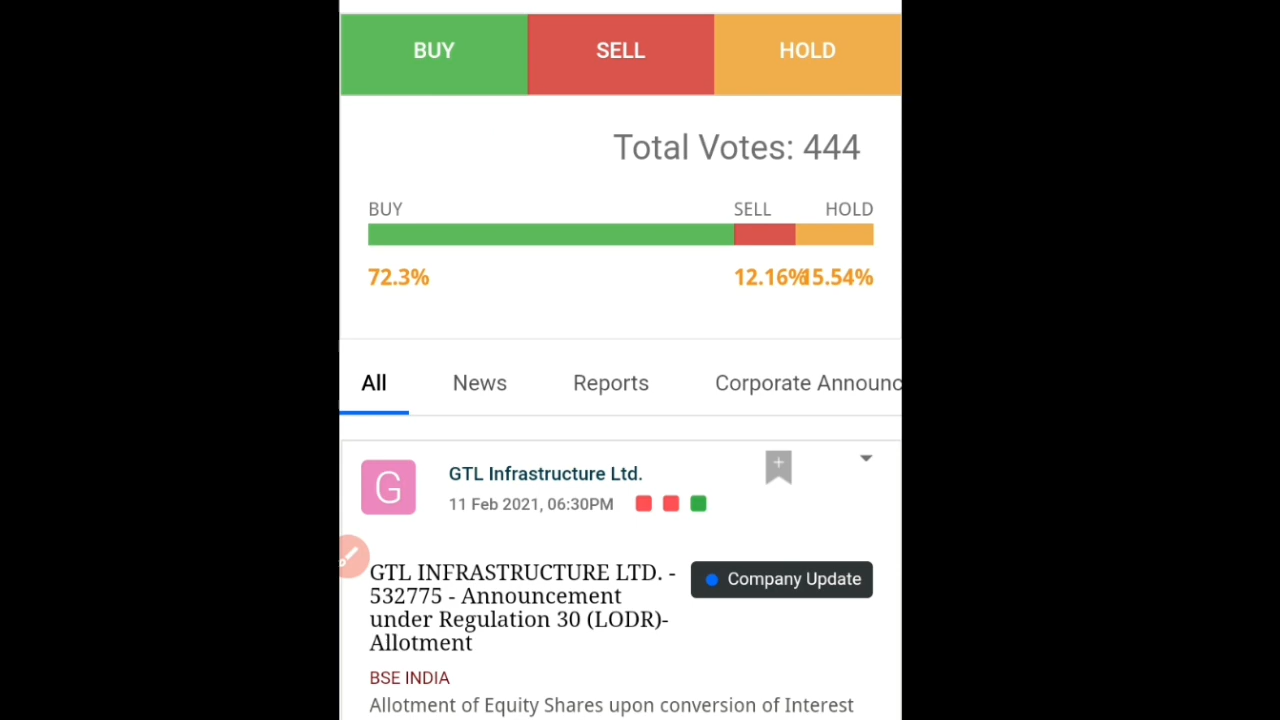 BUY SELL HOLD
Total Votes: 444
BUY SELL HOLD
72.3% 12.16% 15.54%
All News Reports Corporate Announc
G
GTL Infrastructure Ltd.
11 Feb 2021, 06:30PM
GTL INFRASTRUCTURE LTD. -
532775 - Announcement
under Regulation 30 (LODR)-
Allotment
Company Update
BSE INDIA
Allotment of Equity Shares upon conversion of Interest